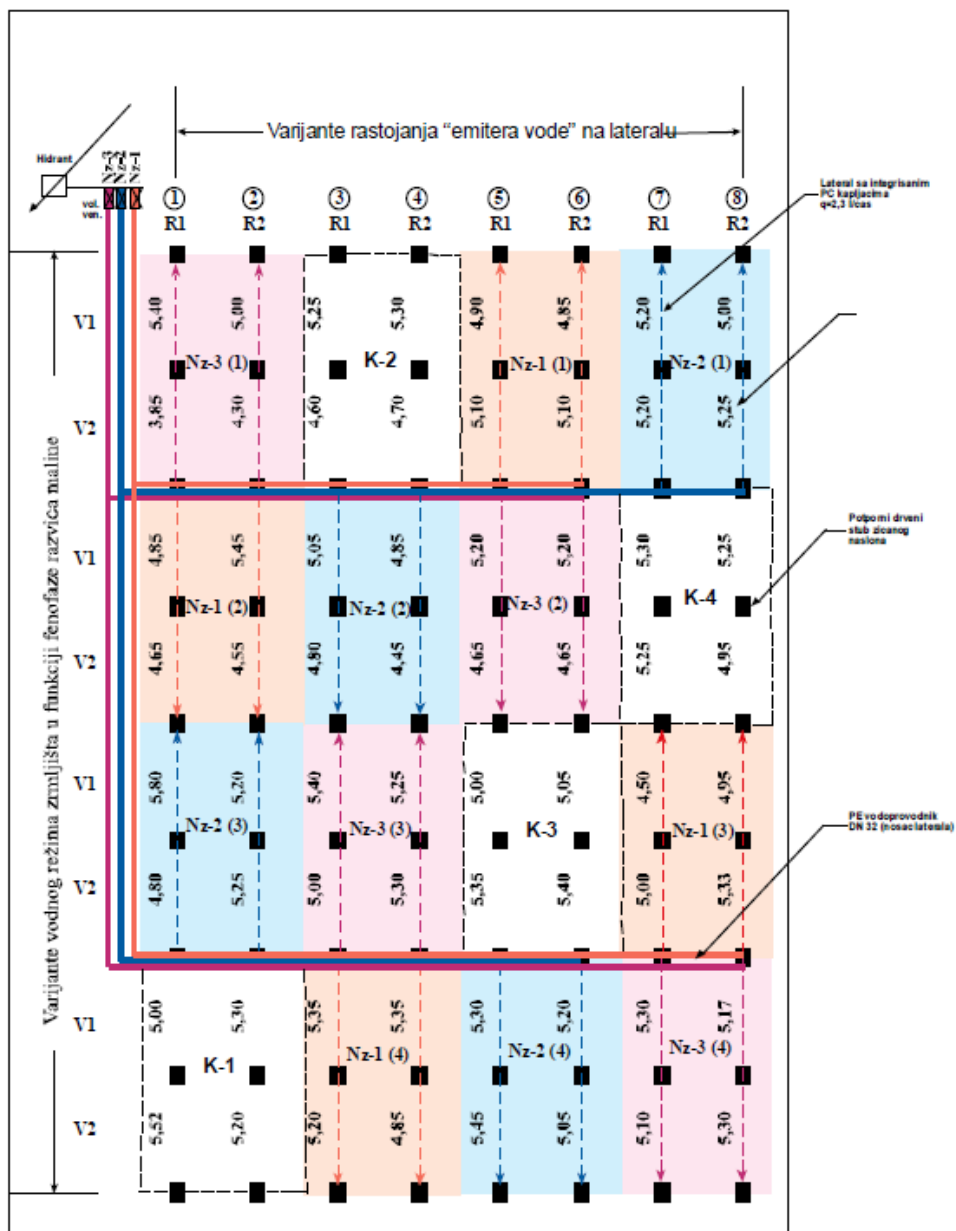 Varijante rastojanja “emitera vode” na lateralu
Hidrant
Nz-3
Nz-2
Nz-1
vol.
ven.
1 2 3 4 5 6 7 8
R1 R2 R1 R2 R1 R2
Lateral sa integrisanim
PC kapljacima
q=2,3 l/čas
Varijante vodnog režima zmljišta u funkciji fenofaze razvića maline
V1 5,40 5,00 5,25 5,30 4,90 4,85 5,20 5,00
Nz-3 (1) K-2 Nz-1 (1) Nz-2 (1)
V2 3,85 4,30 4,60 4,70 5,10 5,10 5,20 5,25
V1 4,85 5,45 5,05 4,85 5,20 5,20 5,30 5,25
Potporni drveni
stub zicanog
naslona
Nz-1 (2) Nz-2 (2) Nz-3 (2) K-4
V2 4,65 4,55 4,80 4,45 4,65 4,65 5,25 4,95
V1 5,80 5,20 5,40 5,25 5,00 5,05 4,50 4,95
Nz-2 (3) Nz-3 (3) K-3 Nz-1 (3)
PE vodoprovodnik
DN 32 (nosac laterala)
V2 4,80 5,25 5,00 5,30 5,35 5,40 5,00 5,33
V1 5,00 5,30 5,35 5,35 5,30 5,20 5,30 5,17
K-1 Nz-1 (4) Nz-2 (4) Nz-3 (4)
V2 5,52 5,20 5,20 4,85 5,45 5,05 5,10 5,30